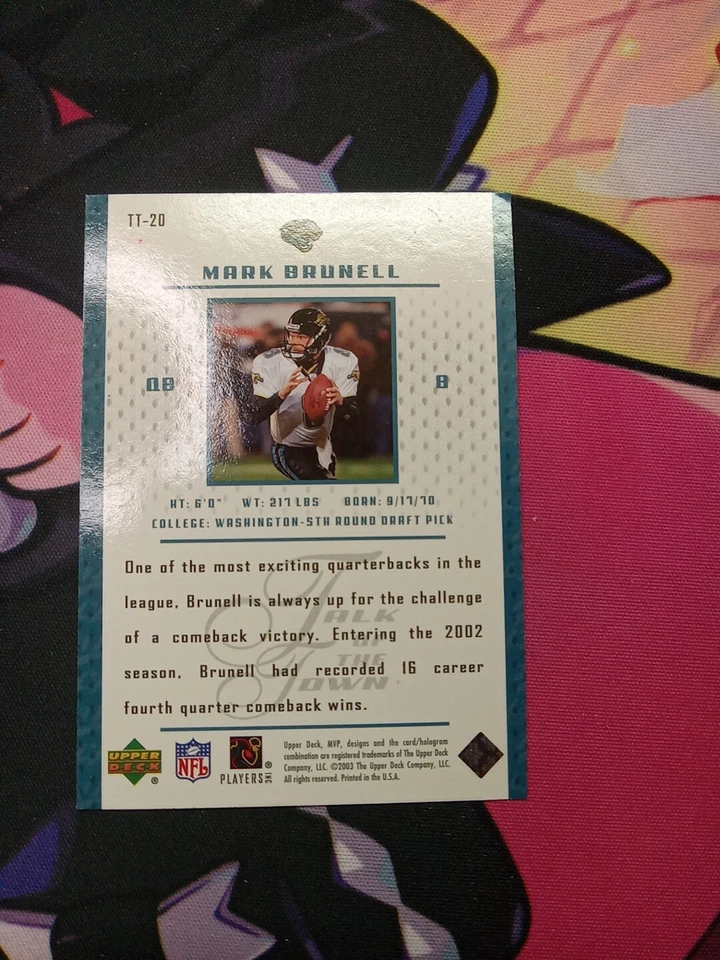 TT-20
MARK BRUNELL
QB 8
HT: 6'0" WT: 217 LBS BORN: 9/17/70
COLLEGE: WASHINGTON-5TH ROUND DRAFT PICK
One of the most exciting quarterbacks in the
league, Brunell is always up for the challenge
of a comeback victory. Entering the 2002
season, Brunell had recorded 16 career
fourth quarter comeback wins.
TALK
OF
THE
TOWN
UPPER
DECK
®
NFL
PLAYERS INC
®
Upper Deck, MVP, designs and the card/hologram
combination are registered trademarks of The Upper Deck
Company, LLC. ©2003 The Upper Deck Company, LLC.
All rights reserved. Printed in the U.S.A.